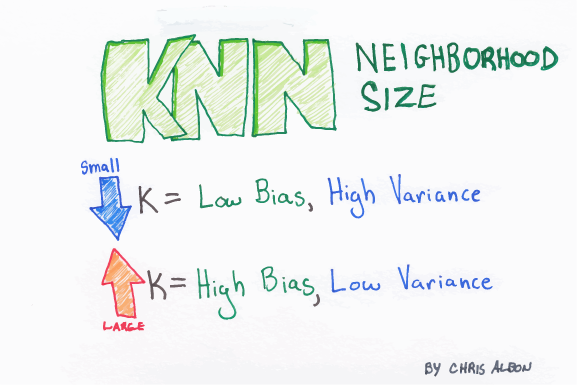 KNN NEIGHBORHOOD
SIZE
Small
K = Low Bias, High Variance
K = High Bias, Low Variance
LARGE
BY CHRIS ALBON